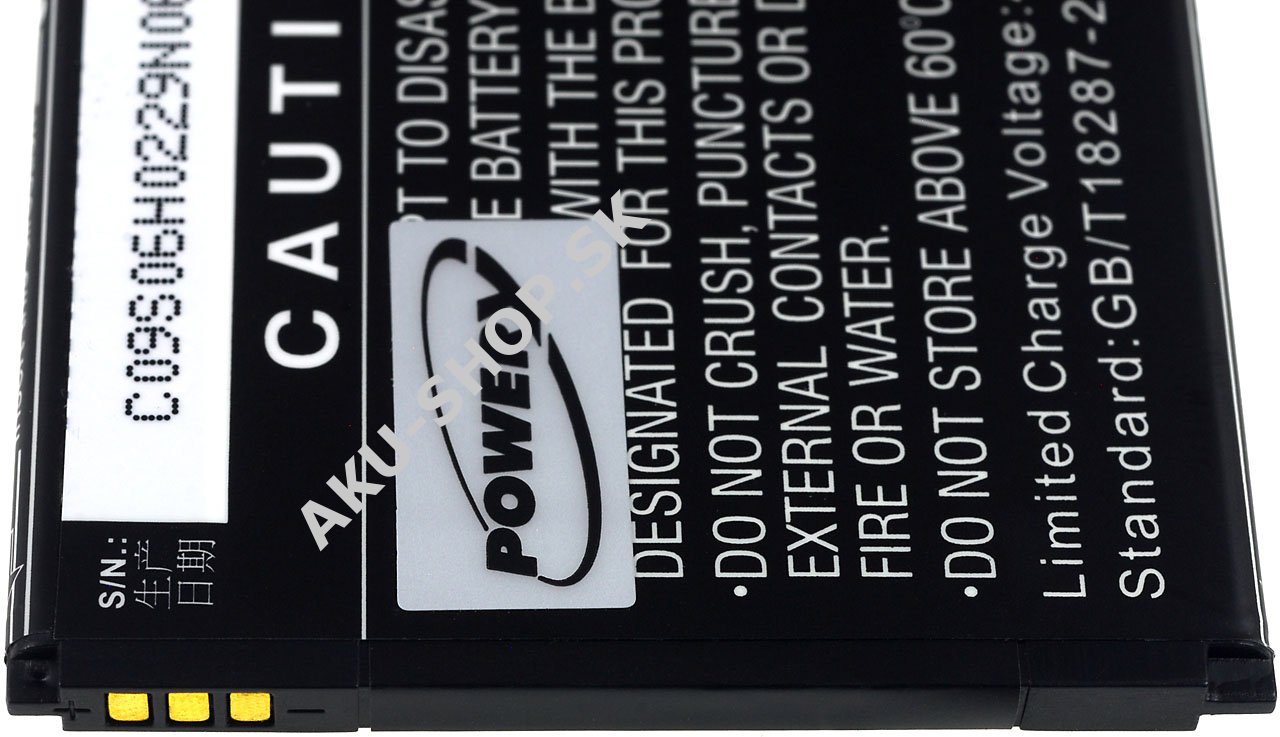 C09S06H0229N06
S/N.:
生产
日期
CAUTI
PT TO DISAS
E BATTERY
WITH THE B
DESIGNATED FOR THIS PRO
•DO NOT CRUSH, PUNCTURE
EXTERNAL CONTACTS OR D
FIRE OR WATER.
•DO NOT STORE ABOVE 60°C
Limited Charge Voltage:
Standard:GB/T18287-2
POWERY
AKU-SHOP.SK
+ −